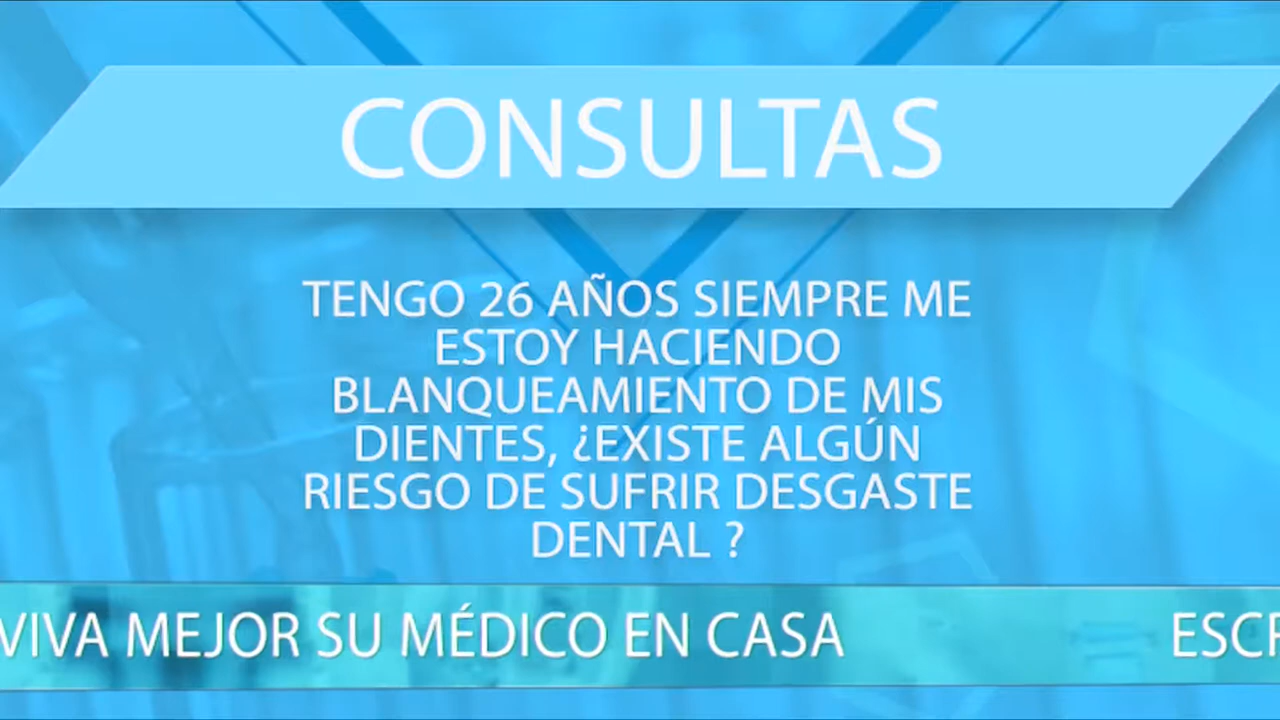 CONSULTAS
TENGO 26 AÑOS SIEMPRE ME
ESTOY HACIENDO
BLANQUEAMIENTO DE MIS
DIENTES, ¿EXISTE ALGÚN
RIESGO DE SUFRIR DESGASTE
DENTAL ?
VIVA MEJOR SU MÉDICO EN CASA